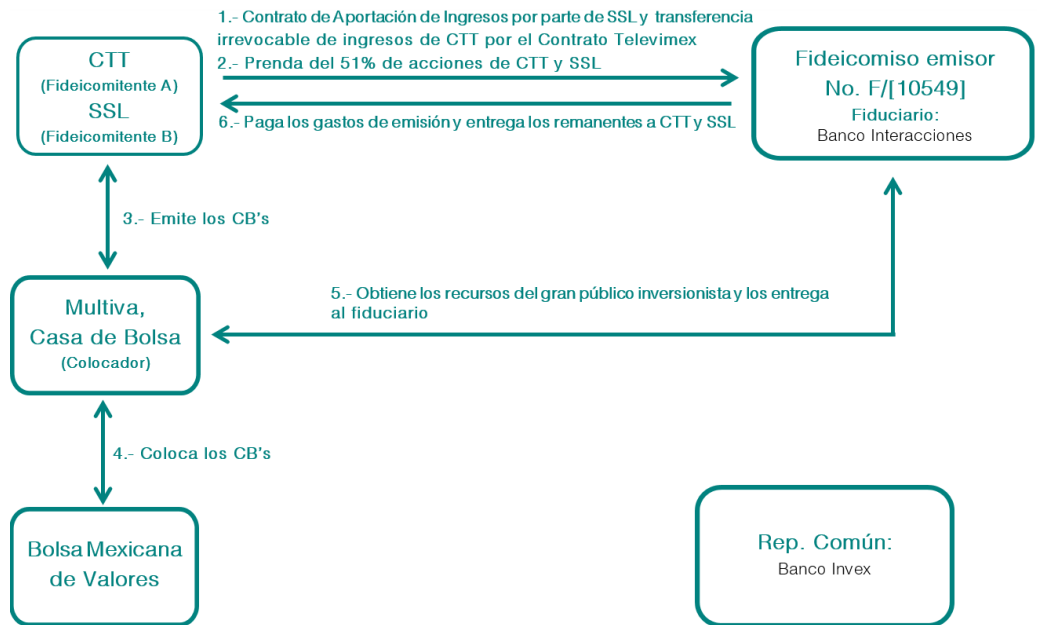 1.- Contrato de Aportación de Ingresos por parte de SSL y transferencia
irrevocable de ingresos de CTT por el Contrato Televimex
2.- Prenda del 51% de acciones de CTT y SSL
CTT
(Fideicomitente A)
SSL
(Fideicomitente B)
Fideicomiso emisor
No. F/[10549]
Fiduciario:
Banco Interacciones
6.- Paga los gastos de emisión y entrega los remanentes a CTT y SSL
3.- Emite los CB's
Multiva,
Casa de Bolsa
(Colocador)
5.- Obtiene los recursos del gran público inversionista y los entrega
al fiduciario
4.- Coloca los CB's
Bolsa Mexicana
de Valores
Rep. Común:
Banco Invex